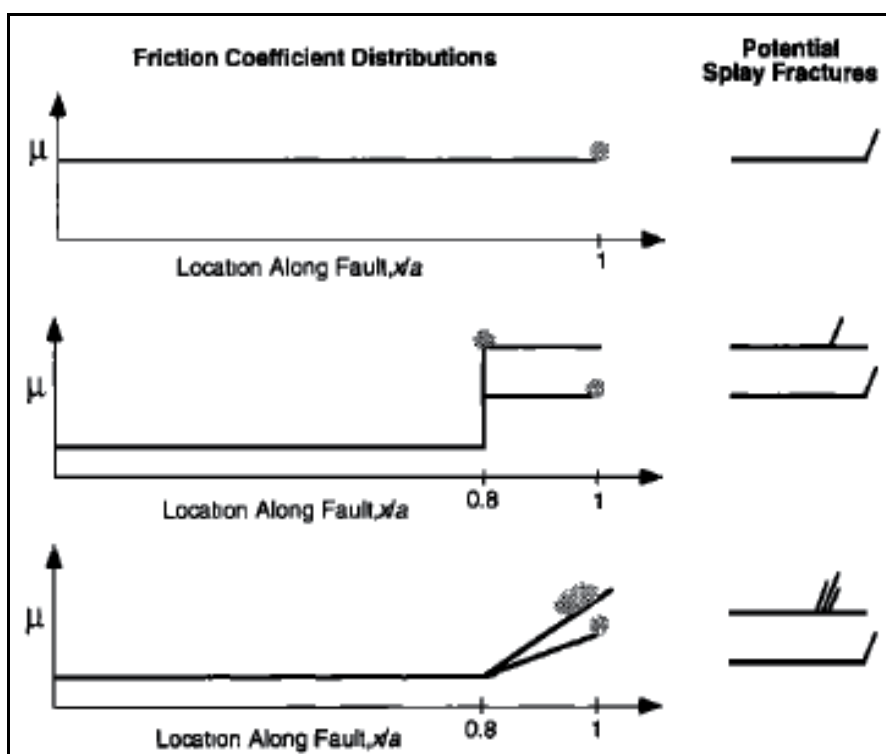 Friction Coefficient Distributions
Potential
Splay Fractures
μ
1
Location Along Fault,x/a
μ
0.8
1
Location Along Fault,x/a
μ
0.8
1
Location Along Fault,x/a